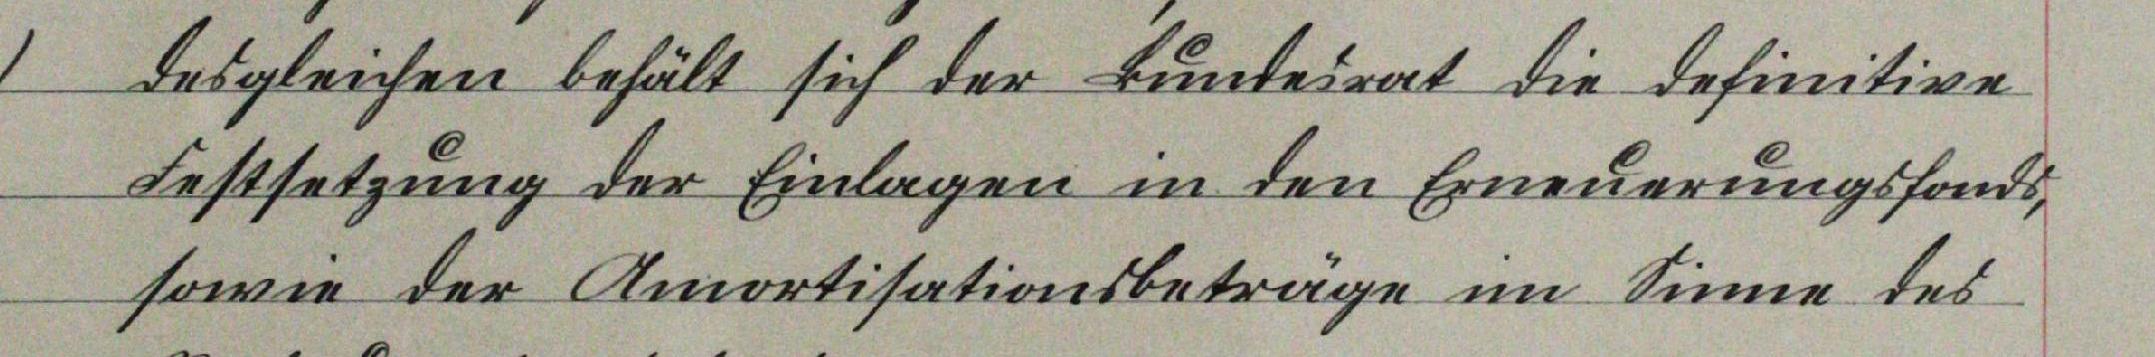 desgleichen behält sich der Bundesrat die definitive
Festsetzung der Einlagen in den Erneuerungsfonds,
sowie der Amortisationsbeträge im Sinne des